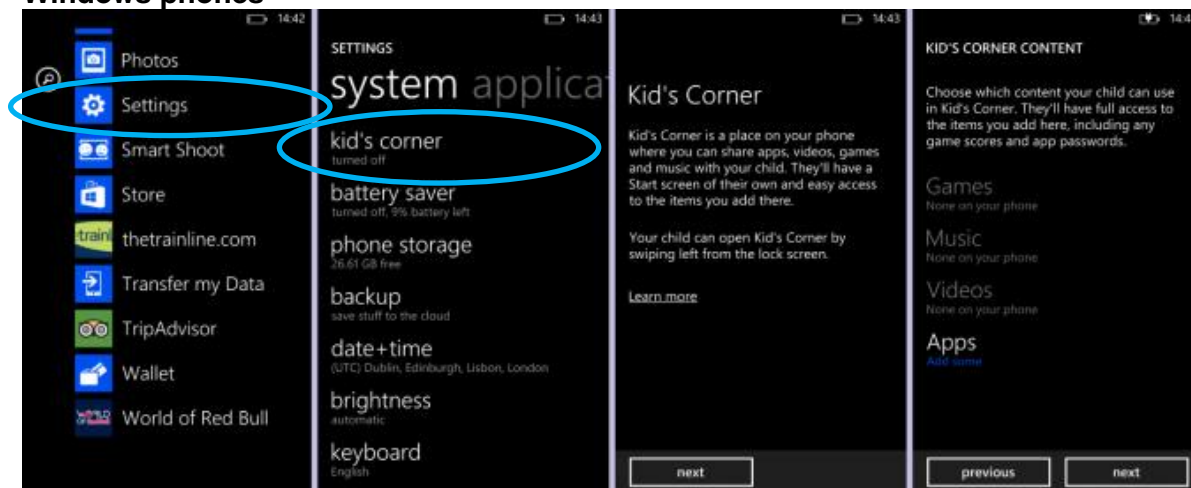 Windows phones
14:42
Photos
Settings
Smart Shoot
Store
thetrainline.com
Transfer my Data
TripAdvisor
Wallet
World of Red Bull
14:43
SETTINGS
system applica
kid's corner
turned off
battery saver
turned off, 9% battery left
phone storage
26.61 GB free
backup
save stuff to the cloud
date+time
(UTC) Dublin, Edinburgh, Lisbon, London
brightness
automatic
keyboard
English
14:43
Kid's Corner
Kid's Corner is a place on your phone
where you can share apps, videos, games
and music with your child. They'll have a
Start screen of their own and easy access
to the items you add there.
Your child can open Kid's Corner by
swiping left from the lock screen.
Learn more
next
14:4
KID'S CORNER CONTENT
Choose which content your child can use
in Kid's Corner. They'll have full access to
the items you add here, including any
game scores and app passwords.
Games
None on your phone
Music
None on your phone
Videos
None on your phone
Apps
Add some
previous next